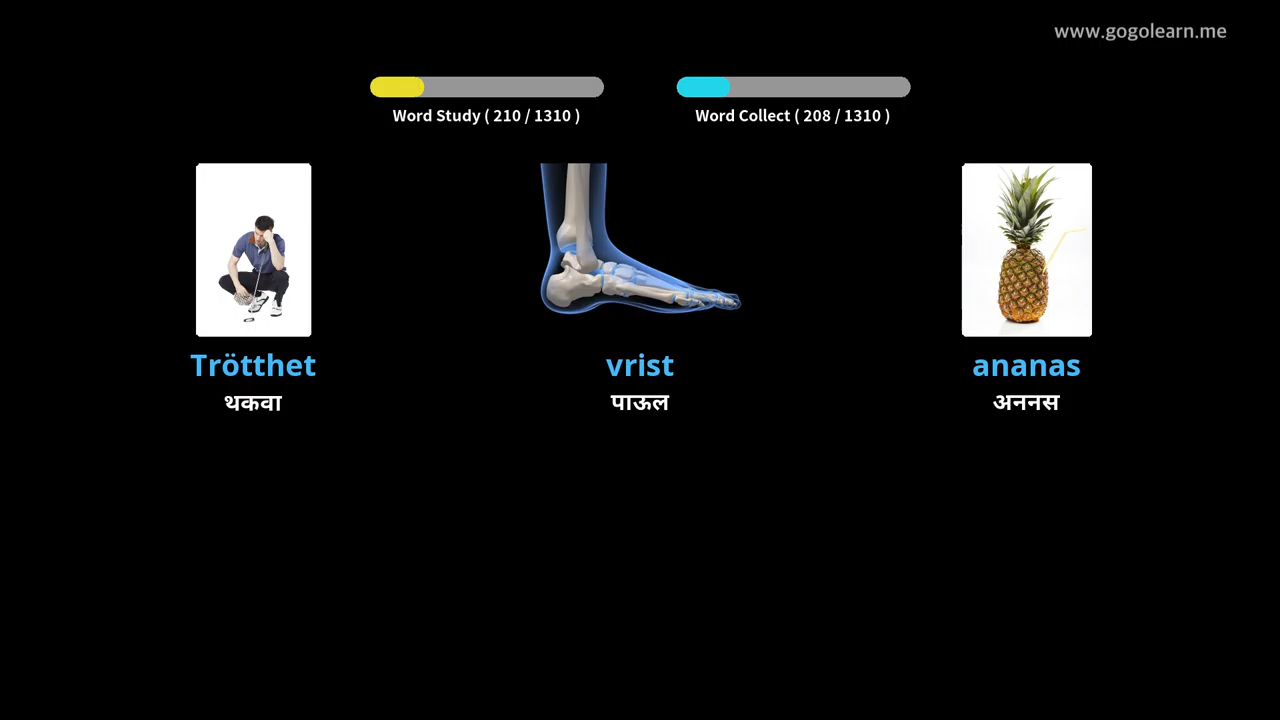 www.gogolearn.me
Word Study ( 210 / 1310 )
Word Collect ( 208 / 1310 )
Trötthet
थकवा
vrist
पाऊल
ananas
अननस